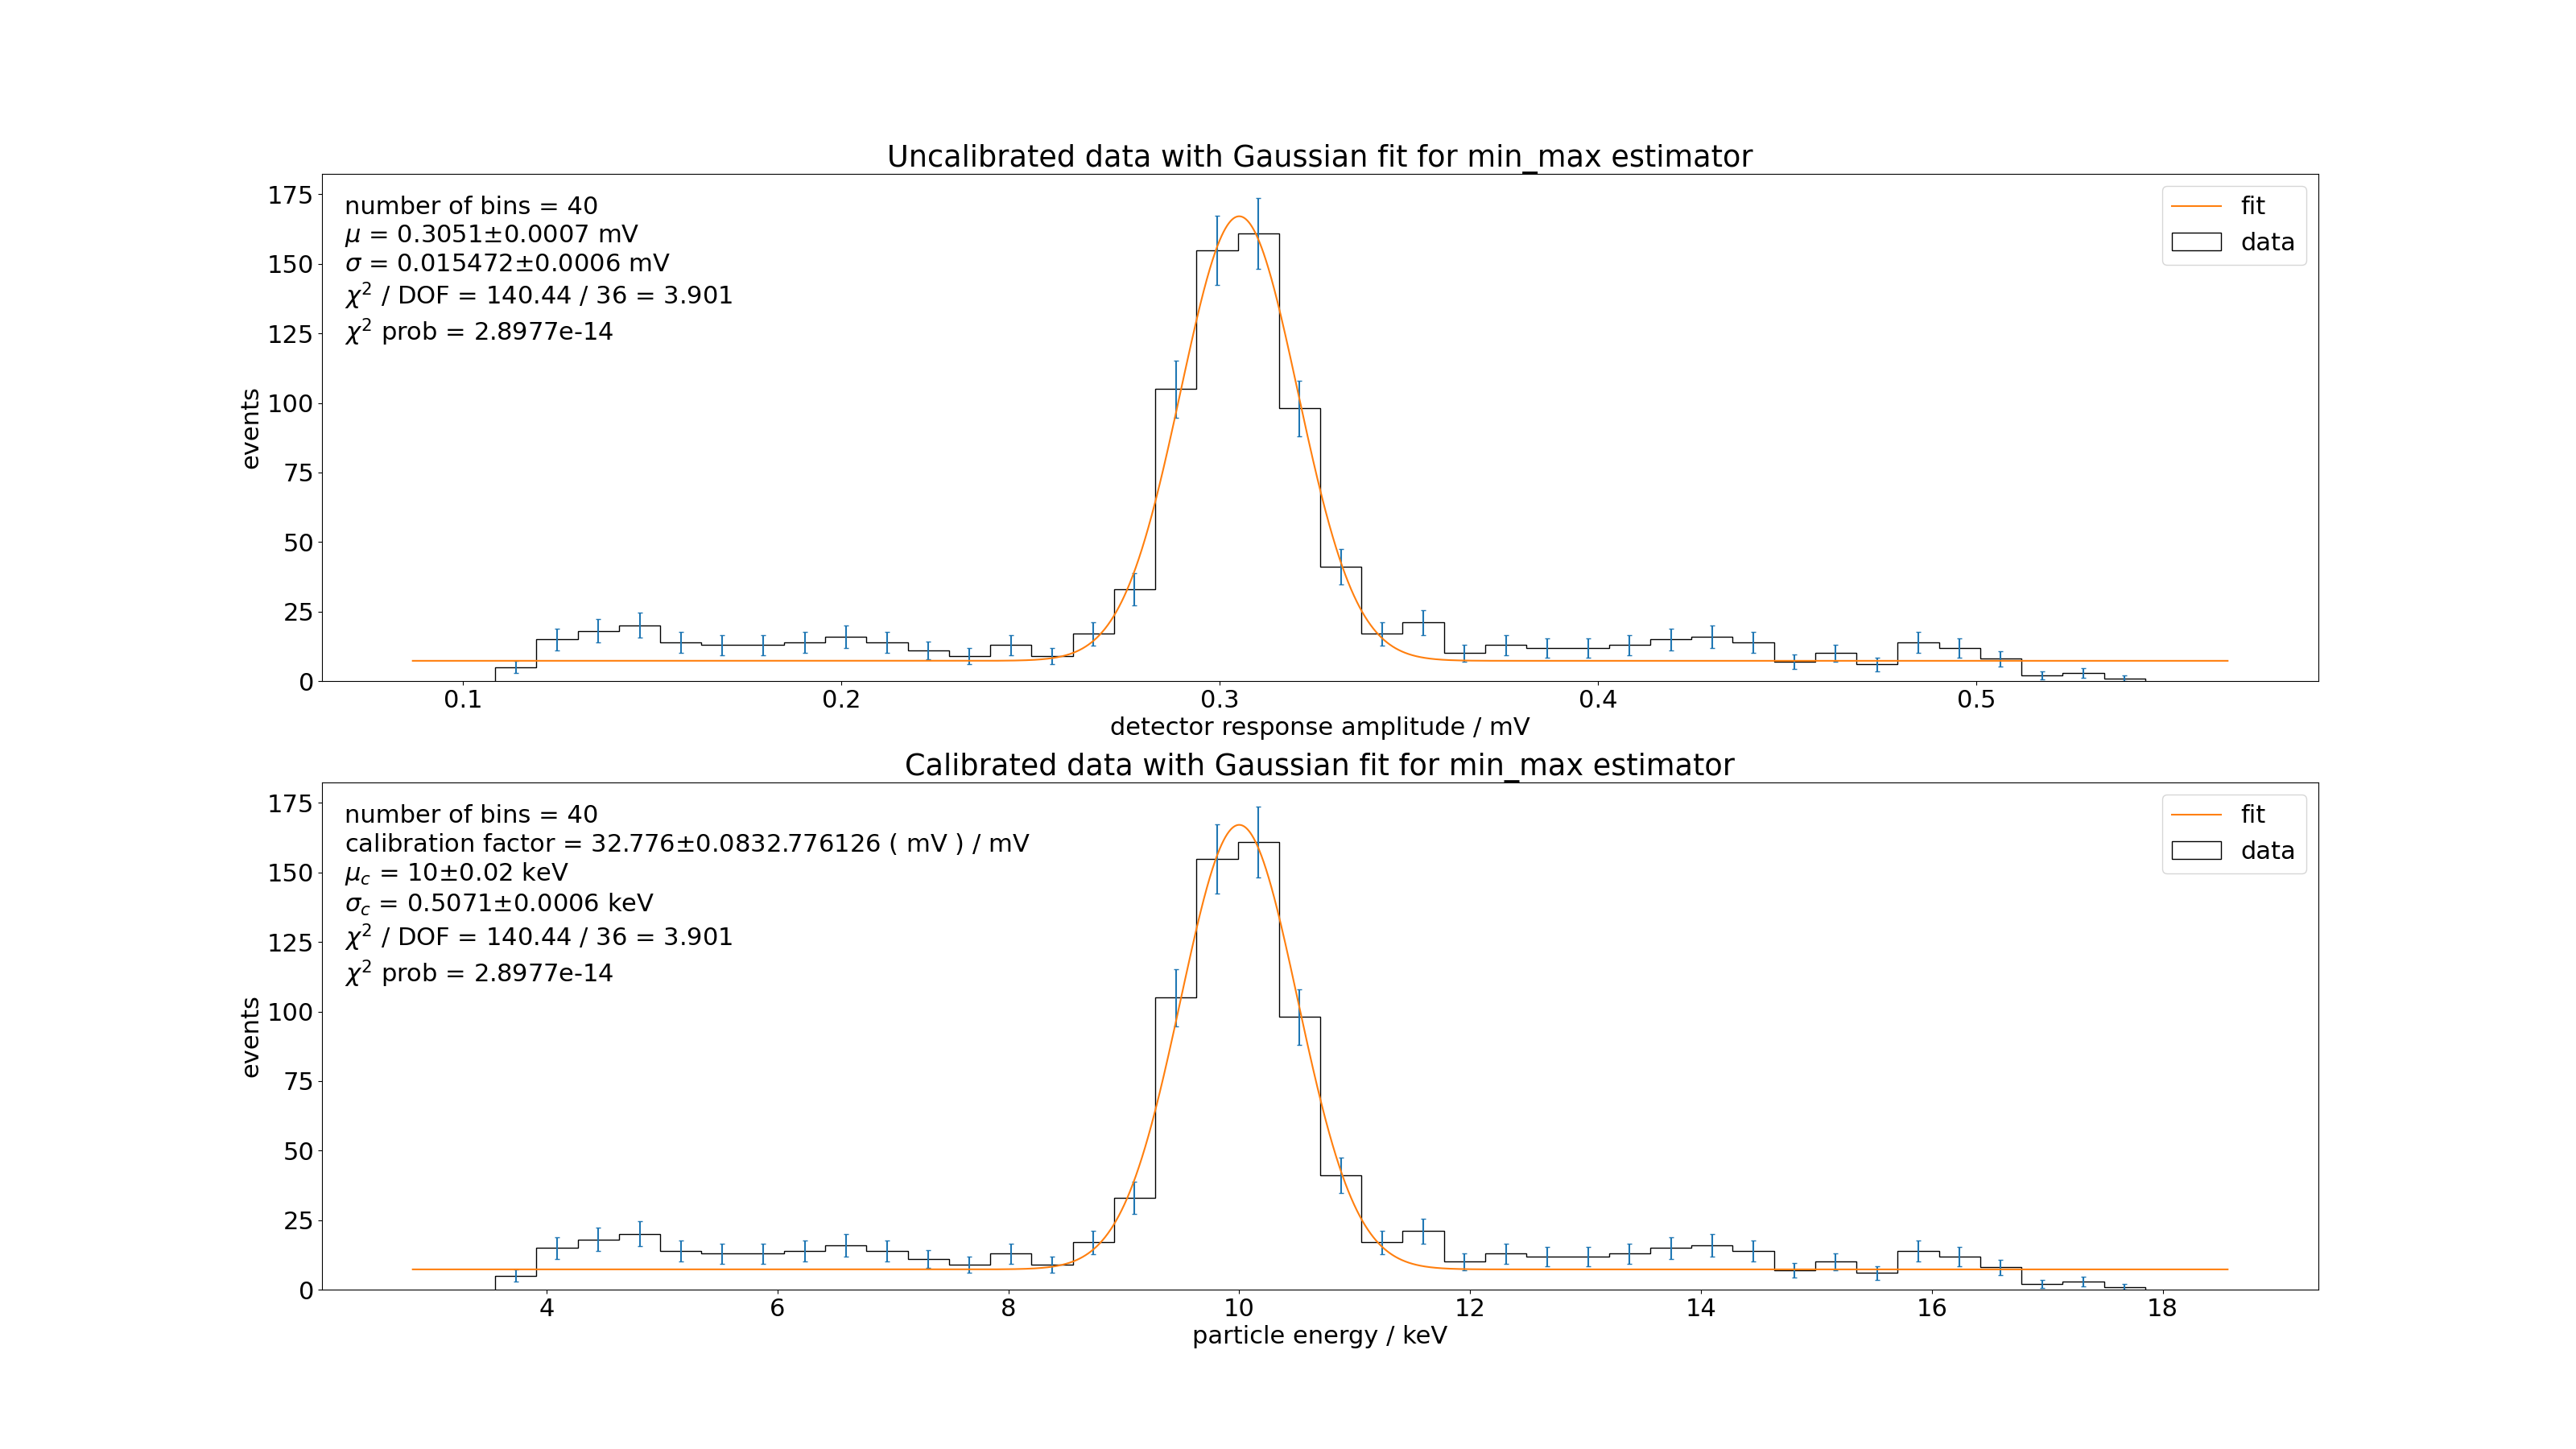 Uncalibrated data with Gaussian fit for min_max estimator
number of bins = 40
μ = 0.3051±0.0007 mV
σ = 0.015472±0.0006 mV
χ² / DOF = 140.44 / 36 = 3.901
χ² prob = 2.8977e-14
fit
data
175
150
125
100
75
50
25
0
events
0.1 0.2 0.3 0.4 0.5
detector response amplitude / mV
Calibrated data with Gaussian fit for min_max estimator
number of bins = 40
calibration factor = 32.776±0.0832.776126 ( mV ) / mV
μ_c = 10±0.02 keV
σ_c = 0.5071±0.0006 keV
χ² / DOF = 140.44 / 36 = 3.901
χ² prob = 2.8977e-14
fit
data
175
150
125
100
75
50
25
0
events
4 6 8 10 12 14 16 18
particle energy / keV